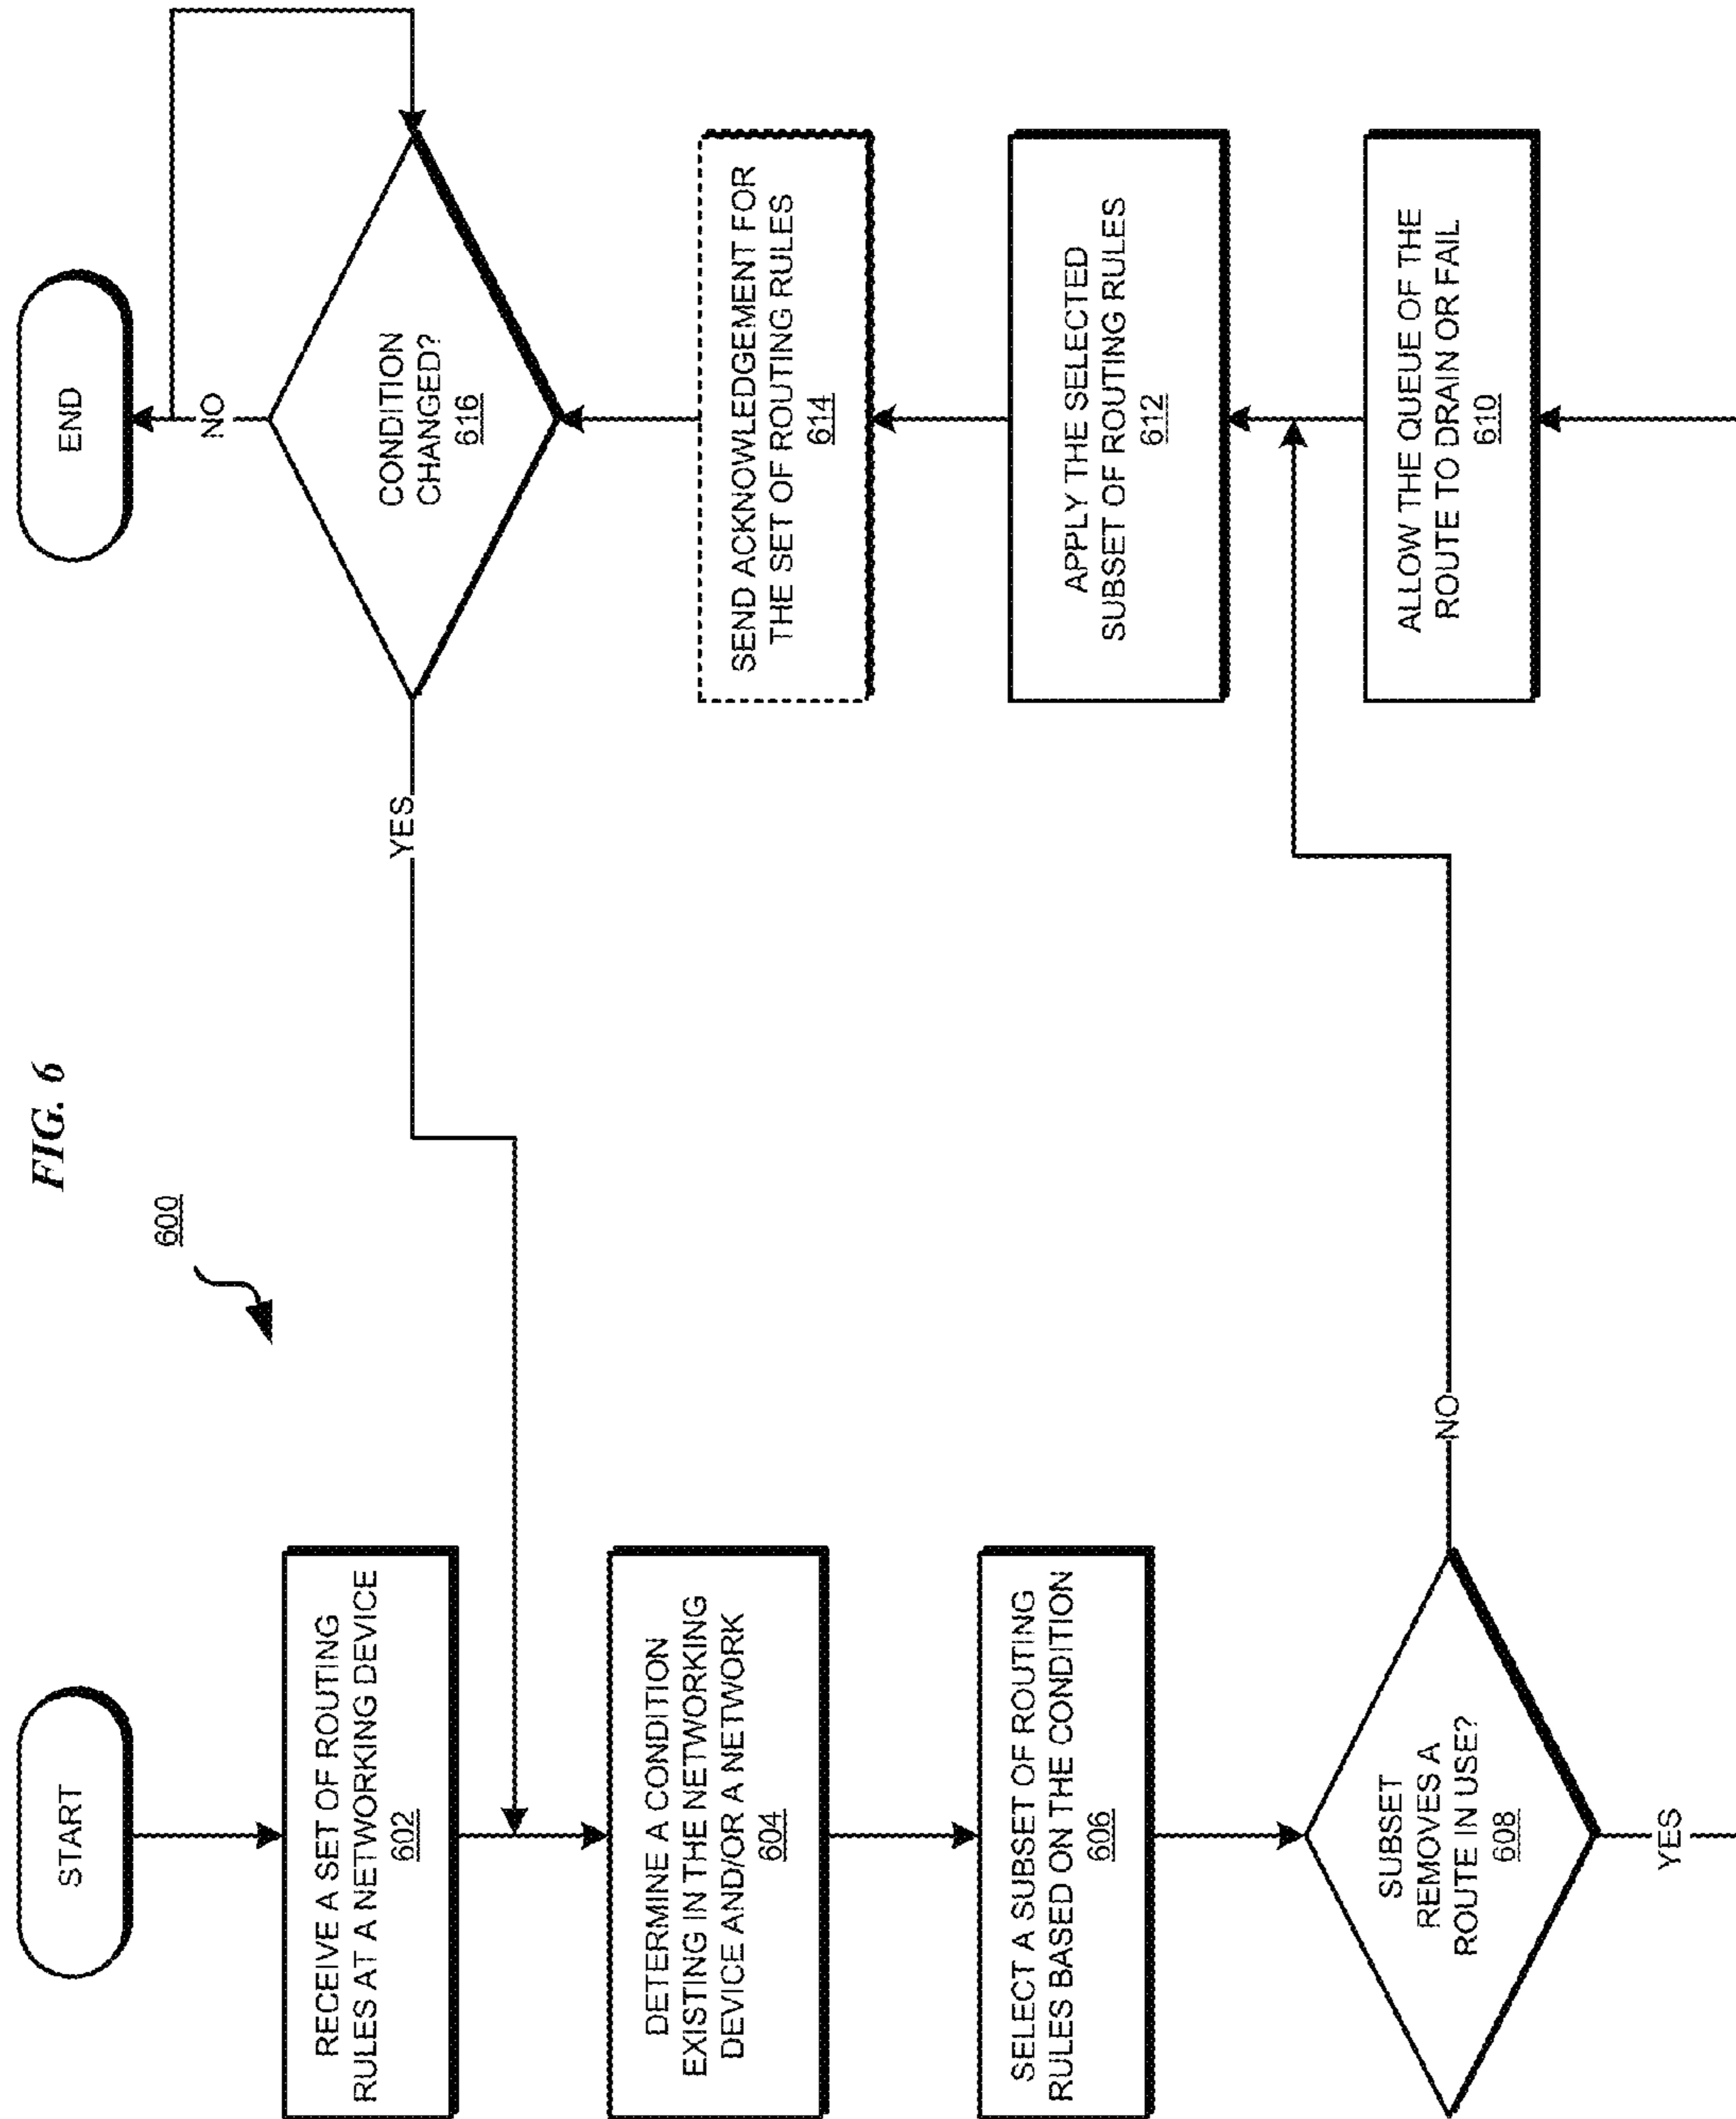 FIG. 6
600
START
RECEIVE A SET OF ROUTING
RULES AT A NETWORKING DEVICE
602
DETERMINE A CONDITION
EXISTING IN THE NETWORKING
DEVICE AND/OR A NETWORK
604
SELECT A SUBSET OF ROUTING
RULES BASED ON THE CONDITION
606
SUBSET
REMOVES A
ROUTE IN USE?
608
YES
NO
ALLOW THE QUEUE OF THE
ROUTE TO DRAIN OR FAIL
610
APPLY THE SELECTED
SUBSET OF ROUTING RULES
612
SEND ACKNOWLEDGEMENT FOR
THE SET OF ROUTING RULES
614
CONDITION
CHANGED?
616
YES
NO
END